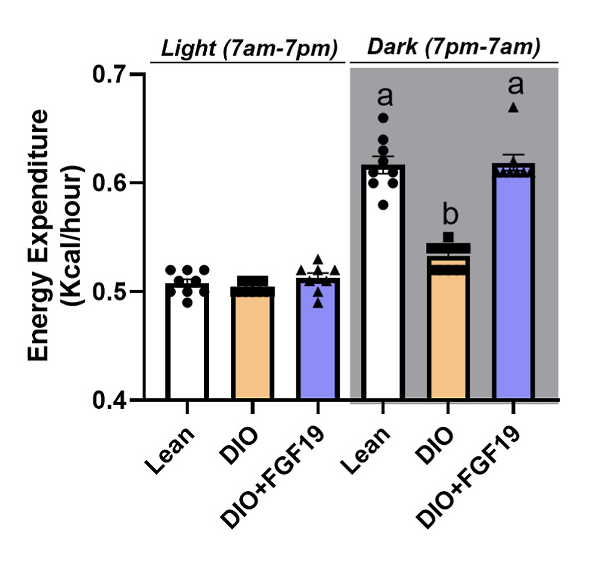 Light (7am-7pm) Dark (7pm-7am)
Energy Expenditure
(Kcal/hour)
0.7
0.6
0.5
0.4
a
b
a
Lean
DIO
DIO+FGF19
Lean
DIO
DIO+FGF19